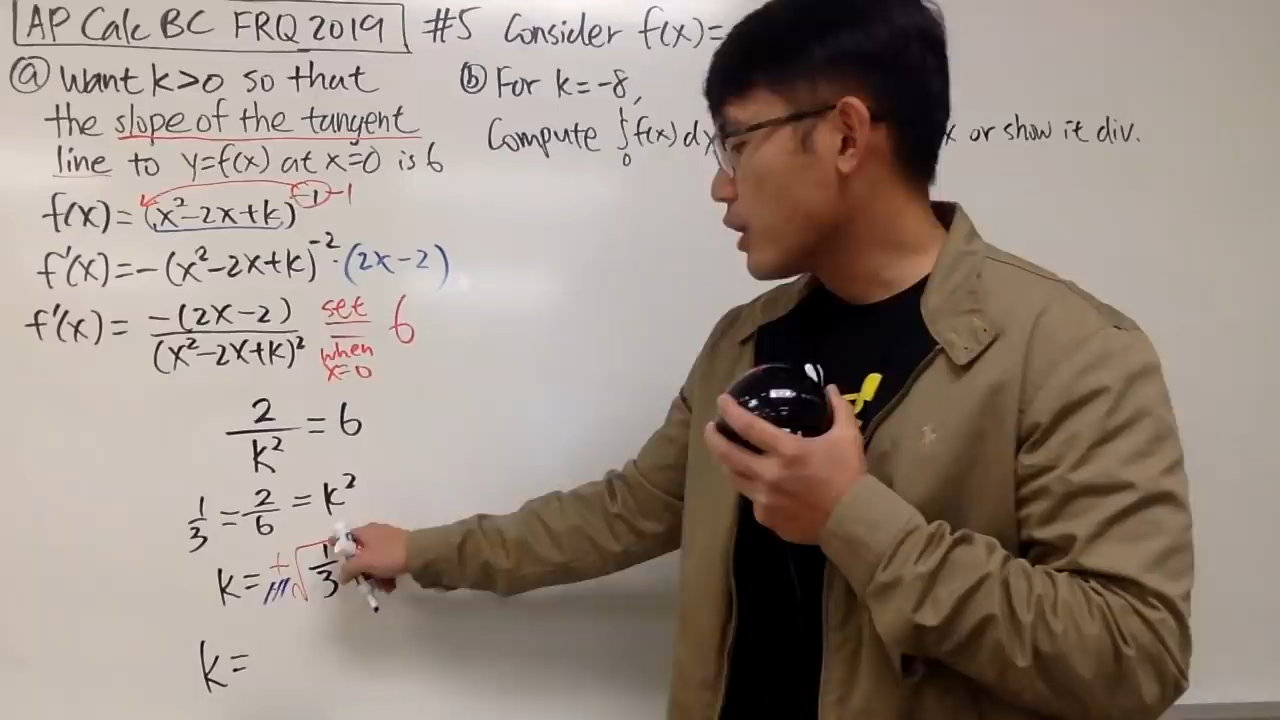 AP Calc BC FRQ 2019 #5 Consider f(x)=
(a) Want k>0 so that
the slope of the tangent
line to y=f(x) at x=0 is 6
f(x) = (x²-2x+k)⁻¹ -1
f'(x) = -(x²-2x+k)⁻²·(2x-2)
f'(x) = -(2x-2)/(x²-2x+k)² set = when x=0 6
2/k² = 6
1/3 = 2/6 = k²
k = + √1/3
k =
(b) For k=-8,
Compute ∫₀¹ f(x) dx
x or show it div.